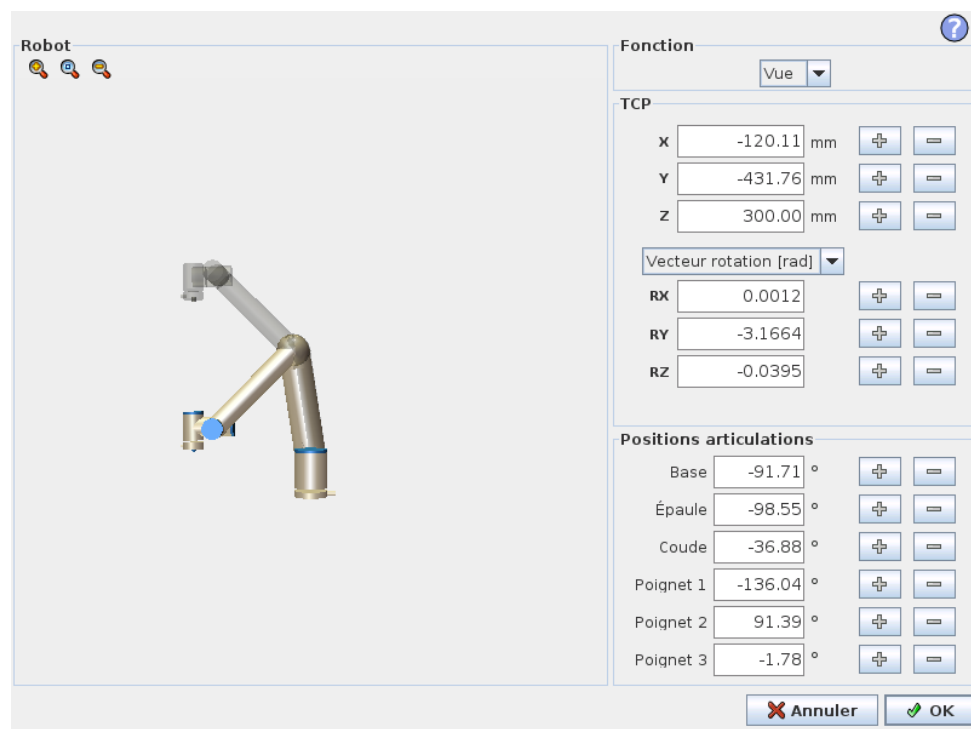 ?
Robot
Fonction
Vue
TCP
X -120.11 mm
Y -431.76 mm
Z 300.00 mm
Vecteur rotation [rad]
RX 0.0012
RY -3.1664
RZ -0.0395
Positions articulations
Base -91.71 °
Épaule -98.55 °
Coude -36.88 °
Poignet 1 -136.04 °
Poignet 2 91.39 °
Poignet 3 -1.78 °
Annuler OK